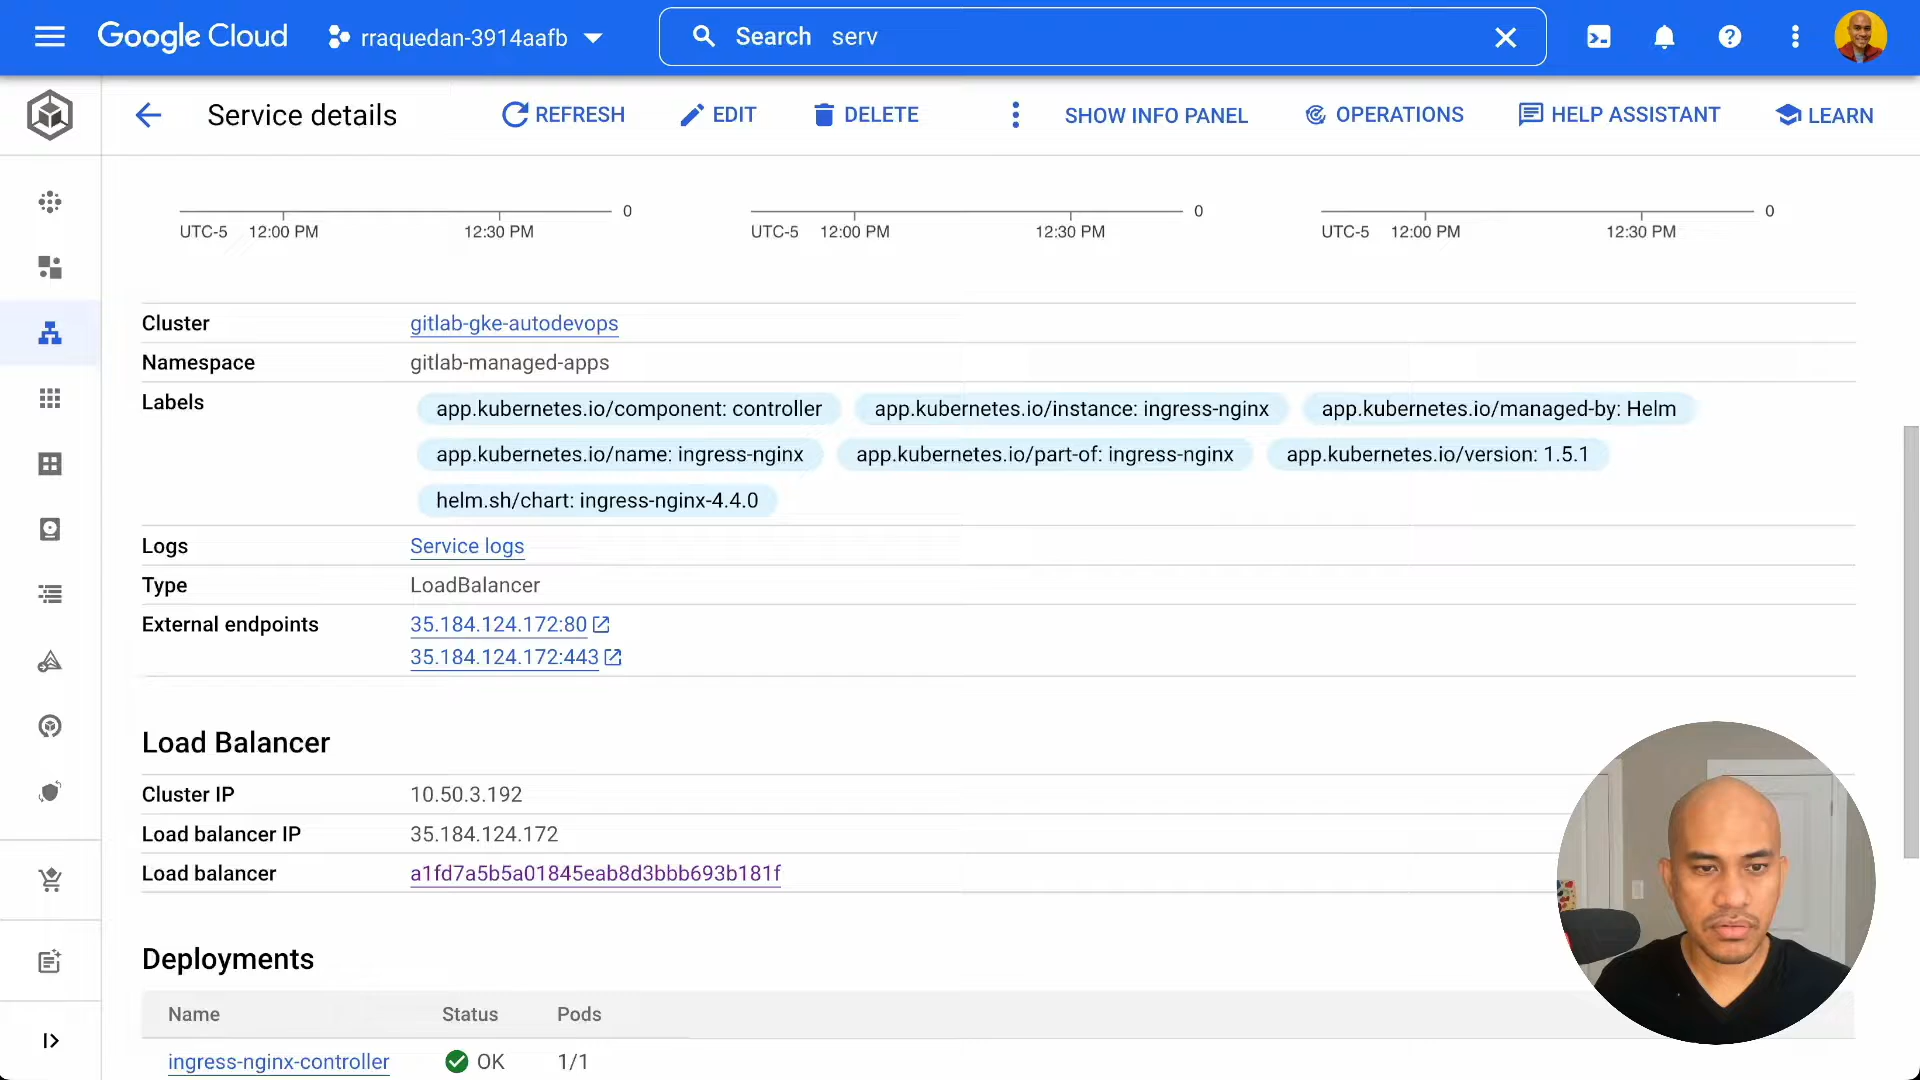 Google Cloud rraquedan-3914aafb Search serv
Service details REFRESH EDIT DELETE SHOW INFO PANEL OPERATIONS HELP ASSISTANT LEARN
0 0 0
UTC-5 12:00 PM 12:30 PM UTC-5 12:00 PM 12:30 PM UTC-5 12:00 PM 12:30 PM
Cluster gitlab-gke-autodevops
Namespace gitlab-managed-apps
Labels app.kubernetes.io/component: controller app.kubernetes.io/instance: ingress-nginx app.kubernetes.io/managed-by: Helm
app.kubernetes.io/name: ingress-nginx app.kubernetes.io/part-of: ingress-nginx app.kubernetes.io/version: 1.5.1
helm.sh/chart: ingress-nginx-4.4.0
Logs Service logs
Type LoadBalancer
External endpoints 35.184.124.172:80
35.184.124.172:443
Load Balancer
Cluster IP 10.50.3.192
Load balancer IP 35.184.124.172
Load balancer a1fd7a5b5a01845eab8d3bbb693b181f
Deployments
Name Status Pods
ingress-nginx-controller OK 1/1